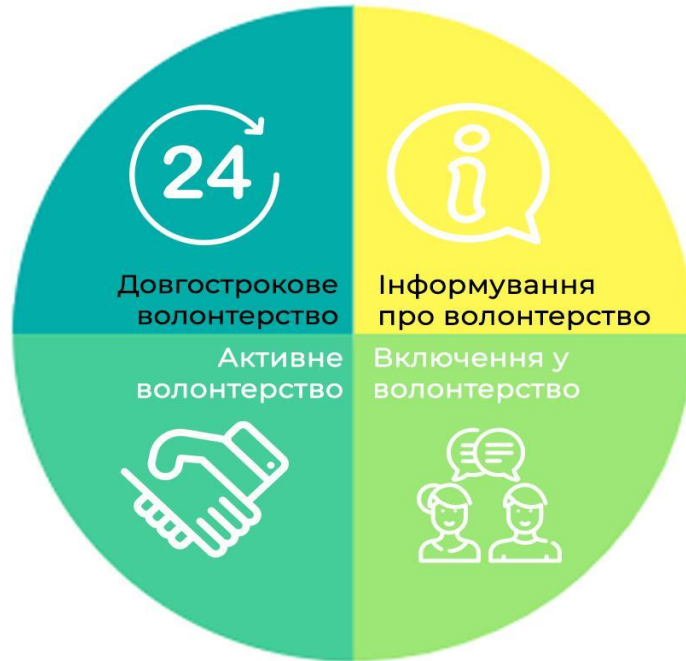 24
Довгострокове
волонтерство
Інформування
про волонтерство
Активне
волонтерство
Включення у
волонтерство